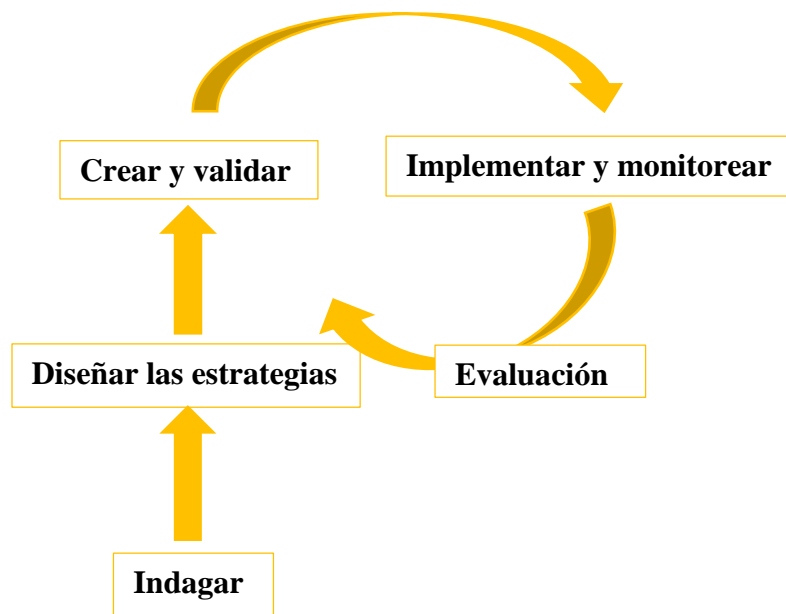 Crear y validar
Implementar y monitorear
Diseñar las estrategias
Evaluación
Indagar